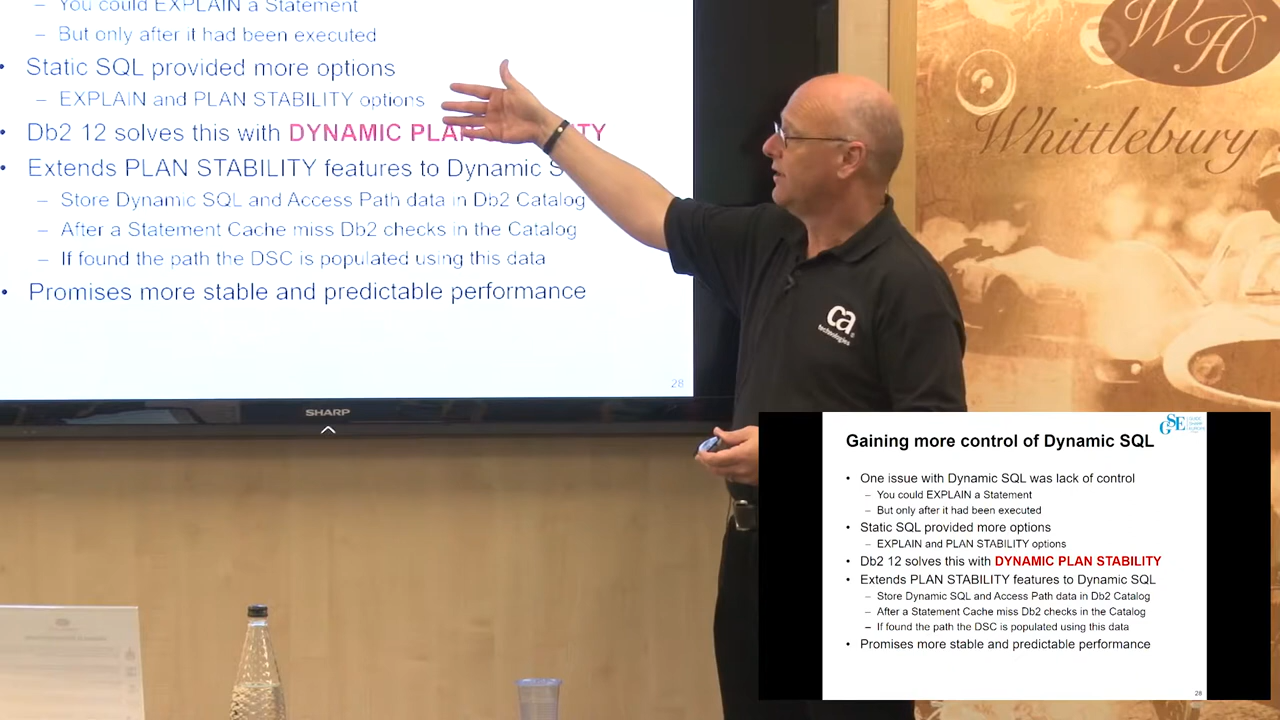 – You could EXPLAIN a Statement
– But only after it had been executed
• Static SQL provided more options
– EXPLAIN and PLAN STABILITY options
• Db2 12 solves this with DYNAMIC
• Extends PLAN STABILITY features to Dynamic
– Store Dynamic SQL and Access Path data in Db2 Catalog
– After a Statement Cache miss Db2 checks in the Catalog
– If found the path the DSC is populated using this data
• Promises more stable and predictable performance
28
SHARP
WH
Whittlebury
ca
technologies
GSE
Gaining more control of Dynamic SQL
• One issue with Dynamic SQL was lack of control
– You could EXPLAIN a Statement
– But only after it had been executed
• Static SQL provided more options
– EXPLAIN and PLAN STABILITY options
• Db2 12 solves this with DYNAMIC PLAN STABILITY
• Extends PLAN STABILITY features to Dynamic SQL
– Store Dynamic SQL and Access Path data in Db2 Catalog
– After a Statement Cache miss Db2 checks in the Catalog
– If found the path the DSC is populated using this data
• Promises more stable and predictable performance
28